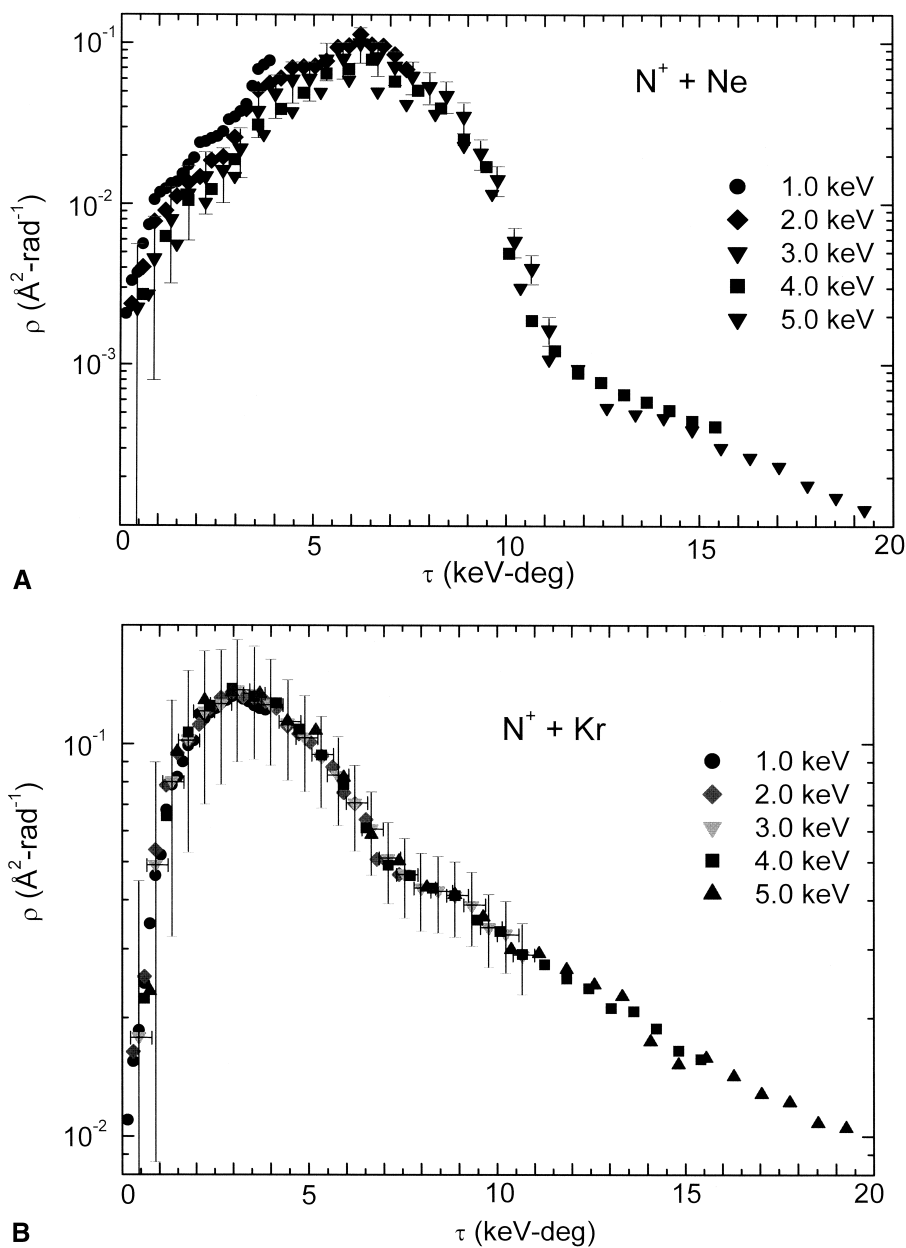 10⁻¹
N⁺ + Ne
1.0 keV
2.0 keV
3.0 keV
4.0 keV
5.0 keV
10⁻²
ρ (Å²-rad⁻¹)
10⁻³
0 5 10 15 20
τ (keV-deg)
A
N⁺ + Kr
10⁻¹
1.0 keV
2.0 keV
3.0 keV
4.0 keV
5.0 keV
ρ (Å²-rad⁻¹)
10⁻²
0 5 10 15 20
τ (keV-deg)
B